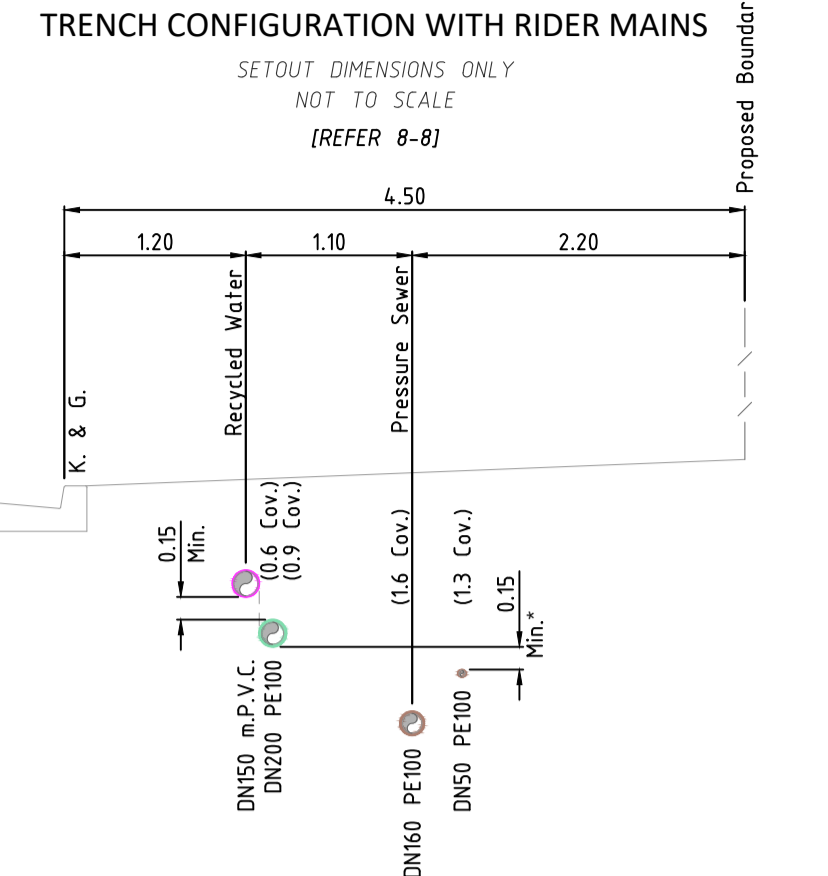 TRENCH CONFIGURATION WITH RIDER MAINS
SETOUT DIMENSIONS ONLY
NOT TO SCALE
[REFER 8-8]
Proposed Boundar
4.50
1.20
1.10
2.20
K. & G.
Recycled Water
Pressure Sewer
0.15
Min.
(0.6 Cov.)
(0.9 Cov.)
(1.6 Cov.)
(1.3 Cov.)
0.15
Min.*
DN150 m.P.V.C.
DN200 PE100
DN160 PE100
DN50 PE100